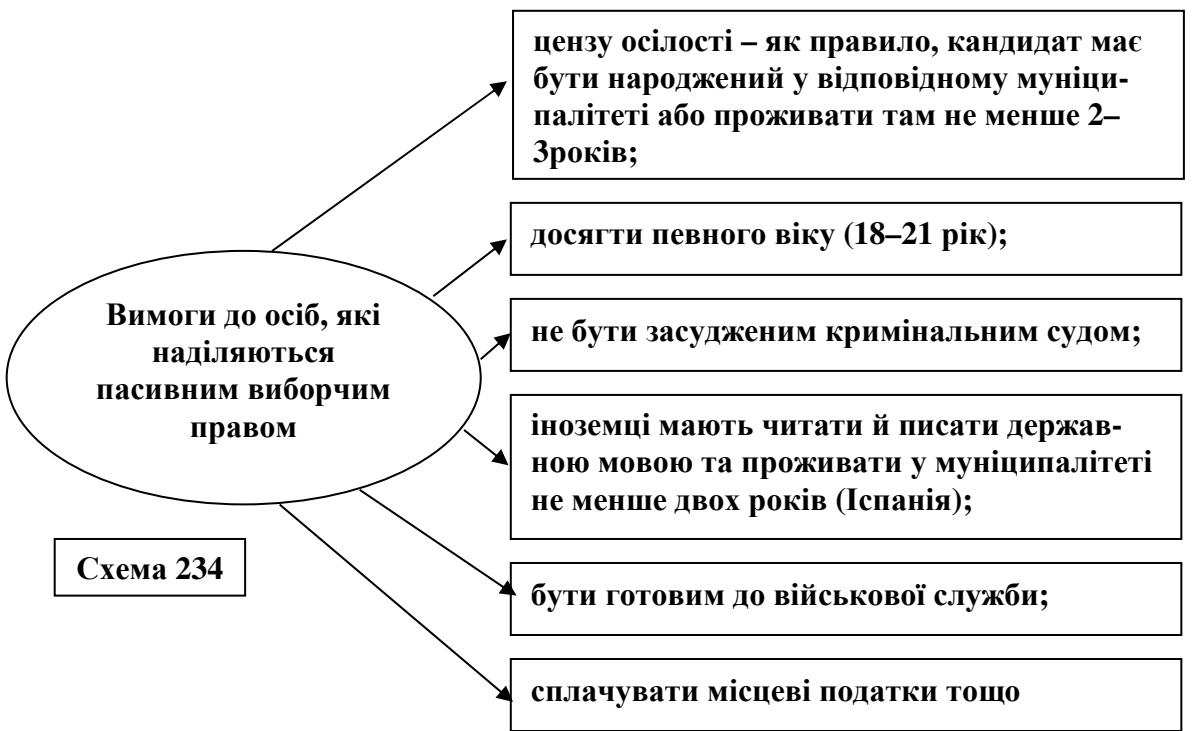 цензу осілості – як правило, кандидат має
бути народжений у відповідному муніци-
палітеті або проживати там не менше 2–
3років;
досягти певного віку (18–21 рік);
Вимоги до осіб, які
наділяються
пасивним виборчим
правом
не бути засудженим кримінальним судом;
іноземці мають читати й писати держав-
ною мовою та проживати у муніципалітеті
не менше двох років (Іспанія);
Схема 234
бути готовим до військової служби;
сплачувати місцеві податки тощо